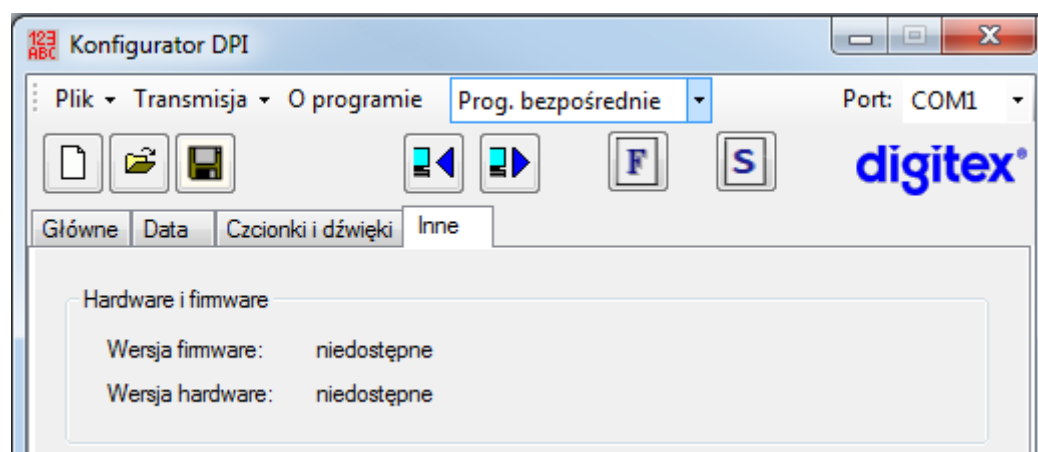 123
ABC
Konfigurator DPI
Plik Transmisja O programie Prog. bezpośrednie Port: COM1
F S digitex®
Główne Data Czcionki i dźwięki Inne
Hardware i firmware
Wersja firmware: niedostępne
Wersja hardware: niedostępne